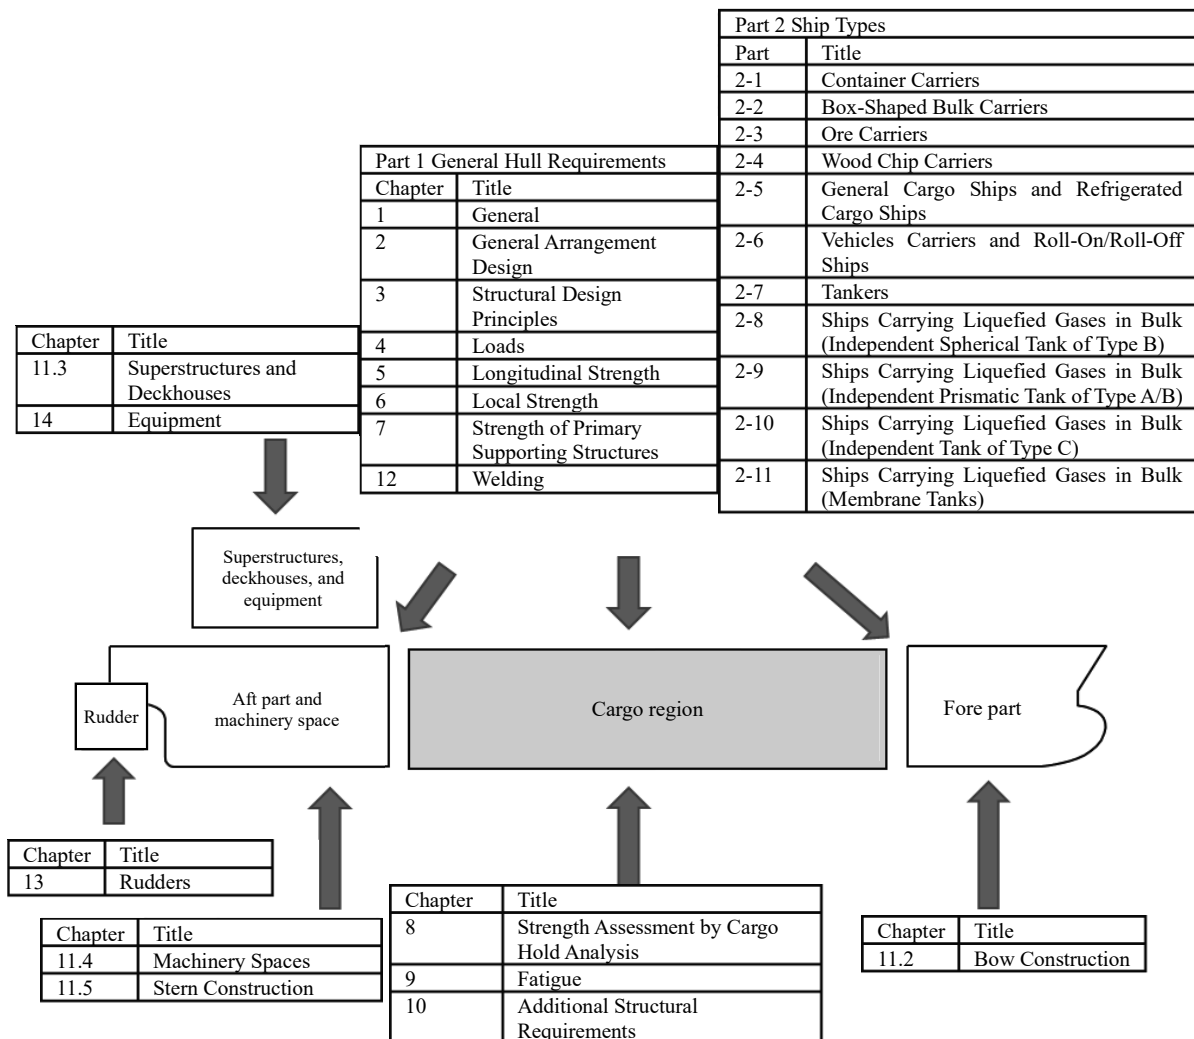 Part 2 Ship Types
Part Title
2-1 Container Carriers
2-2 Box-Shaped Bulk Carriers
2-3 Ore Carriers
2-4 Wood Chip Carriers
2-5 General Cargo Ships and Refrigerated
Cargo Ships
2-6 Vehicles Carriers and Roll-On/Roll-Off
Ships
2-7 Tankers
2-8 Ships Carrying Liquefied Gases in Bulk
(Independent Spherical Tank of Type B)
2-9 Ships Carrying Liquefied Gases in Bulk
(Independent Prismatic Tank of Type A/B)
2-10 Ships Carrying Liquefied Gases in Bulk
(Independent Tank of Type C)
2-11 Ships Carrying Liquefied Gases in Bulk
(Membrane Tanks)
Part 1 General Hull Requirements
Chapter Title
1 General
2 General Arrangement
Design
3 Structural Design
Principles
4 Loads
5 Longitudinal Strength
6 Local Strength
7 Strength of Primary
Supporting Structures
12 Welding
Chapter Title
11.3 Superstructures and
Deckhouses
14 Equipment
Superstructures,
deckhouses, and
equipment
Rudder
Aft part and
machinery space
Cargo region
Fore part
Chapter Title
13 Rudders
Chapter Title
11.4 Machinery Spaces
11.5 Stern Construction
Chapter Title
8 Strength Assessment by Cargo
Hold Analysis
9 Fatigue
10 Additional Structural
Requirements
Chapter Title
11.2 Bow Construction